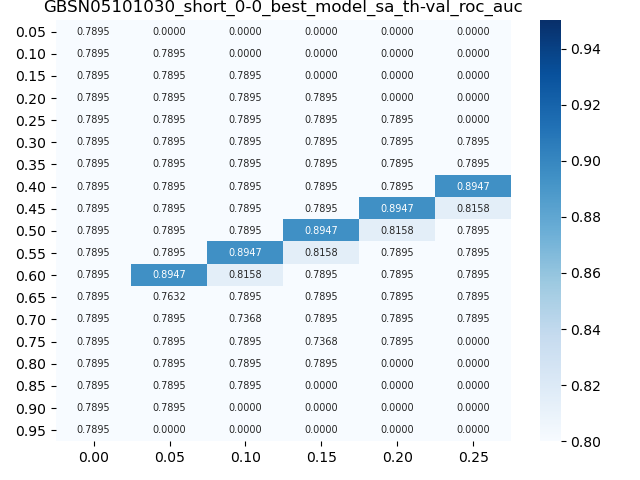 GBSN05101030_short_0-0_best_model_sa_th-val_roc_auc
0.05 0.7895 0.0000 0.0000 0.0000 0.0000 0.0000
0.10 0.7895 0.7895 0.0000 0.0000 0.0000 0.0000
0.15 0.7895 0.7895 0.7895 0.0000 0.0000 0.0000
0.20 0.7895 0.7895 0.7895 0.7895 0.0000 0.0000
0.25 0.7895 0.7895 0.7895 0.7895 0.7895 0.0000
0.30 0.7895 0.7895 0.7895 0.7895 0.7895 0.7895
0.35 0.7895 0.7895 0.7895 0.7895 0.7895 0.7895
0.40 0.7895 0.7895 0.7895 0.7895 0.7895 0.8947
0.45 0.7895 0.7895 0.7895 0.7895 0.8947 0.8158
0.50 0.7895 0.7895 0.7895 0.8947 0.8158 0.7895
0.55 0.7895 0.7895 0.8947 0.8158 0.7895 0.7895
0.60 0.7895 0.8947 0.8158 0.7895 0.7895 0.7895
0.65 0.7895 0.7632 0.7895 0.7895 0.7895 0.7895
0.70 0.7895 0.7895 0.7368 0.7895 0.7895 0.7895
0.75 0.7895 0.7895 0.7895 0.7368 0.7895 0.0000
0.80 0.7895 0.7895 0.7895 0.7895 0.0000 0.0000
0.85 0.7895 0.7895 0.7895 0.0000 0.0000 0.0000
0.90 0.7895 0.7895 0.0000 0.0000 0.0000 0.0000
0.95 0.7895 0.0000 0.0000 0.0000 0.0000 0.0000
0.00 0.05 0.10 0.15 0.20 0.25
0.94
0.92
0.90
0.88
0.86
0.84
0.82
0.80